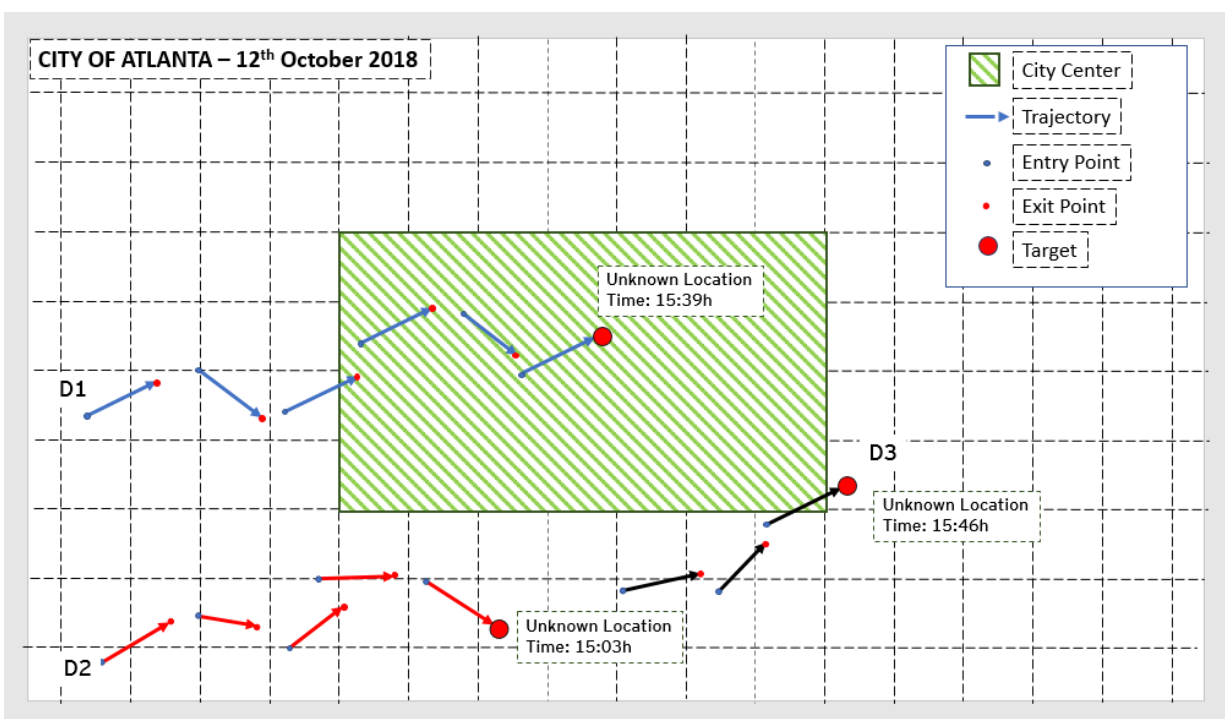 CITY OF ATLANTA – 12th October 2018
City Center
Trajectory
Entry Point
Exit Point
Target
Unknown Location
Time: 15:39h
D1
D3
Unknown Location
Time: 15:46h
Unknown Location
Time: 15:03h
D2